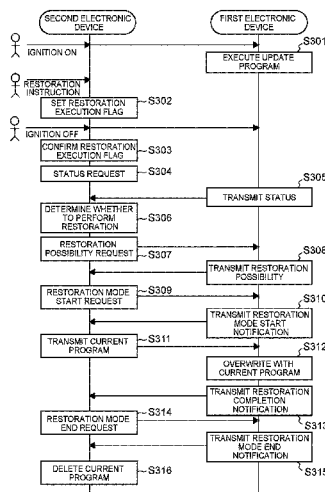 SECOND ELECTRONIC
DEVICE
FIRST ELECTRONIC
DEVICE
IGNITION ON
S301
EXECUTE UPDATE
PROGRAM
RESTORATION
INSTRUCTION
S302
SET RESTORATION
EXECUTION FLAG
IGNITION OFF
CONFIRM RESTORATION
EXECUTION FLAG
S303
STATUS REQUEST
S304
S305
TRANSMIT STATUS
DETERMINE WHETHER
TO PERFORM
RESTORATION
S306
RESTORATION
POSSIBILITY REQUEST
S307
S308
TRANSMIT RESTORATION
POSSIBILITY
RESTORATION MODE
START REQUEST
S309
S310
TRANSMIT RESTORATION
MODE START
NOTIFICATION
TRANSMIT CURRENT
PROGRAM
S311
S312
OVERWRITE WITH
CURRENT PROGRAM
TRANSMIT RESTORATION
COMPLETION
NOTIFICATION
S313
RESTORATION MODE
END REQUEST
S314
TRANSMIT RESTORATION
MODE END
NOTIFICATION
S315
DELETE CURRENT
PROGRAM
S316